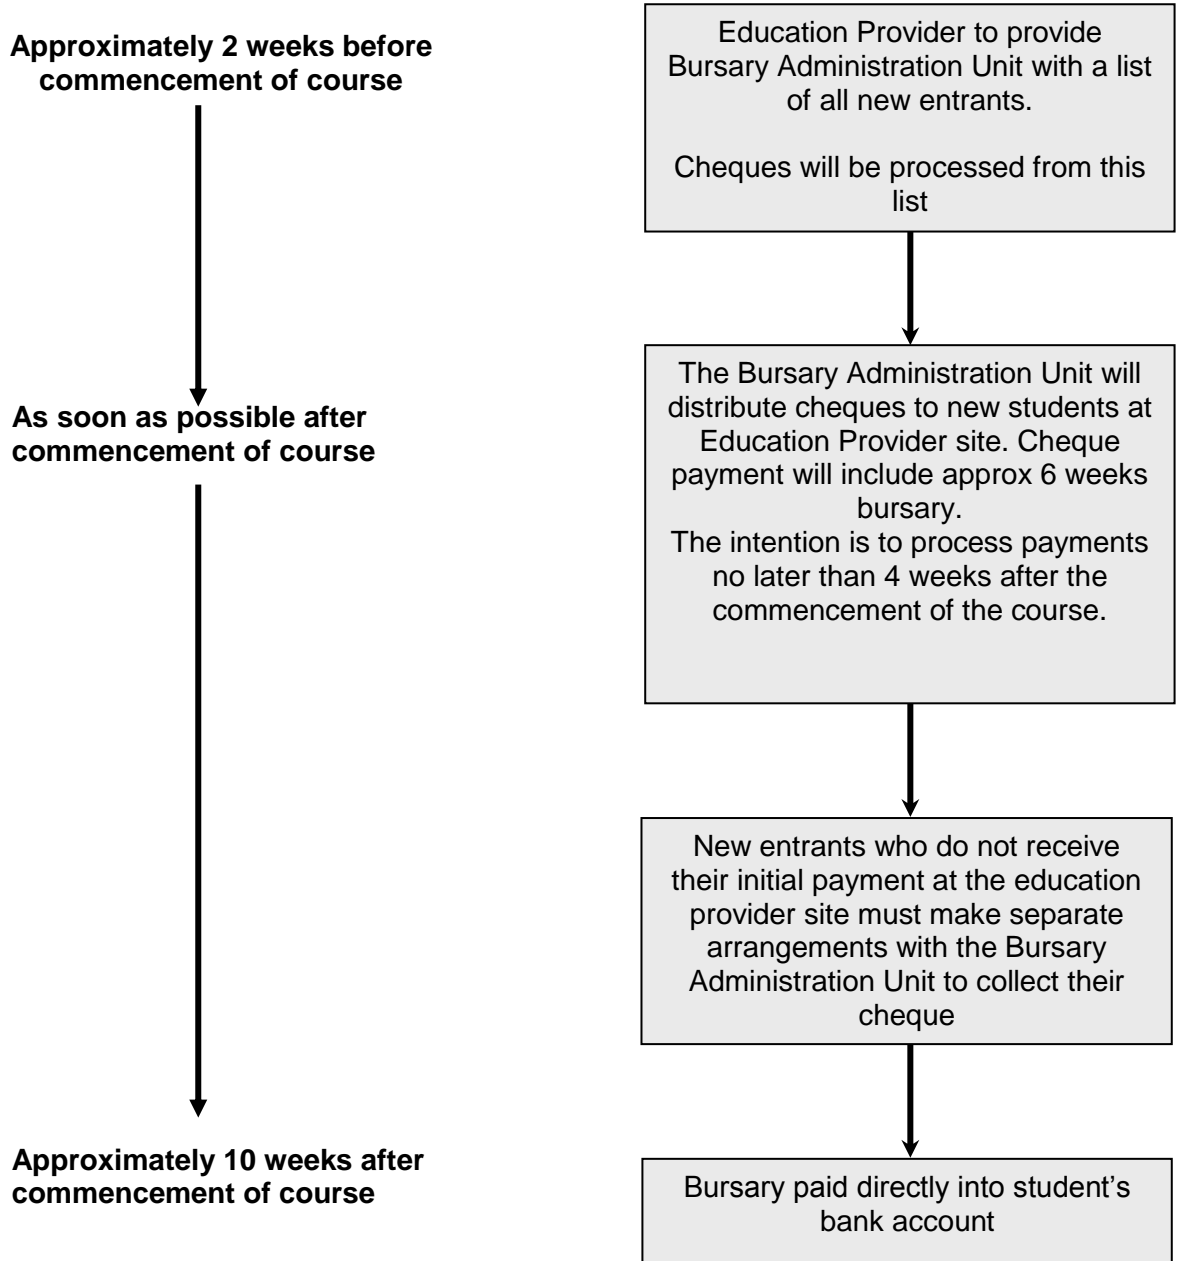 Approximately 2 weeks before
commencement of course
Education Provider to provide
Bursary Administration Unit with a list
of all new entrants.
Cheques will be processed from this
list
As soon as possible after
commencement of course
The Bursary Administration Unit will
distribute cheques to new students at
Education Provider site. Cheque
payment will include approx 6 weeks
bursary.
The intention is to process payments
no later than 4 weeks after the
commencement of the course.
New entrants who do not receive
their initial payment at the education
provider site must make separate
arrangements with the Bursary
Administration Unit to collect their
cheque
Approximately 10 weeks after
commencement of course
Bursary paid directly into student’s
bank account